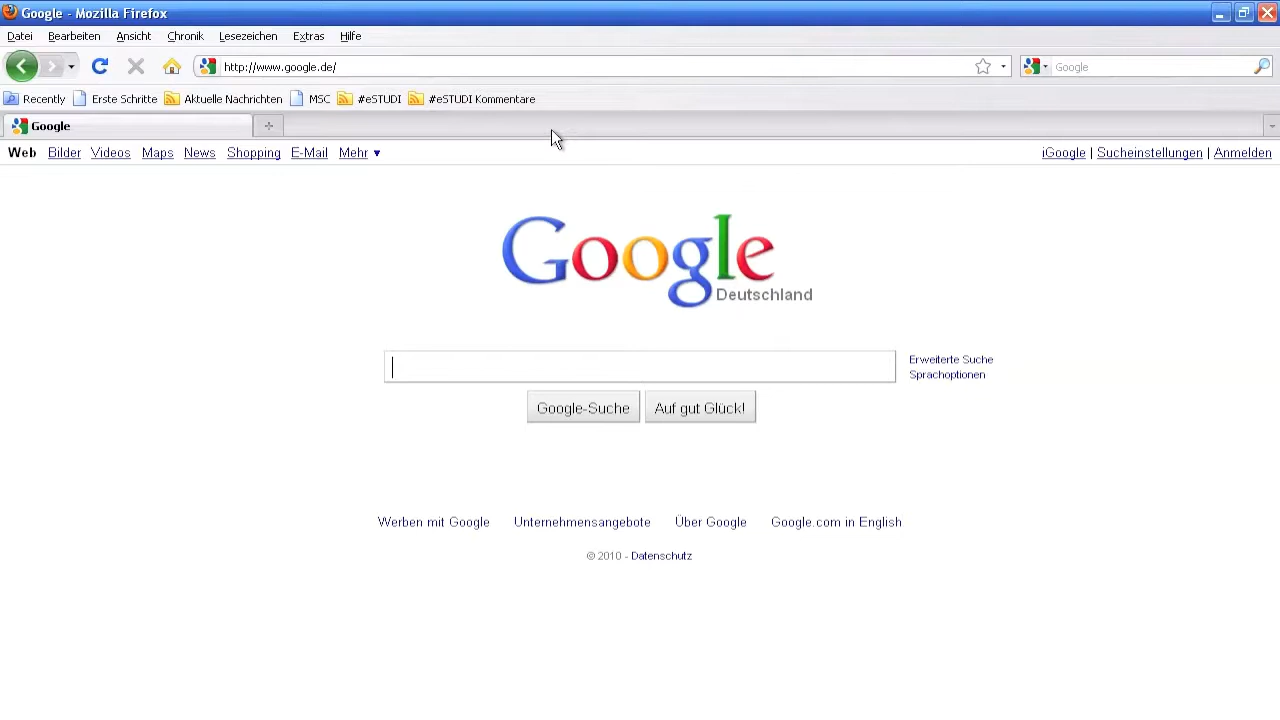 Google - Mozilla Firefox
Datei Bearbeiten Ansicht Chronik Lesezeichen Extras Hilfe
http://www.google.de/ Google
Recently Erste Schritte Aktuelle Nachrichten MSC #eSTUDI #eSTUDI Kommentare
Google
Web Bilder Videos Maps News Shopping E-Mail Mehr ▼ iGoogle | Sucheinstellungen | Anmelden
Google
Deutschland
Erweiterte Suche
Sprachoptionen
Google-Suche Auf gut Glück!
Werben mit Google Unternehmensangebote Über Google Google.com in English
© 2010 - Datenschutz